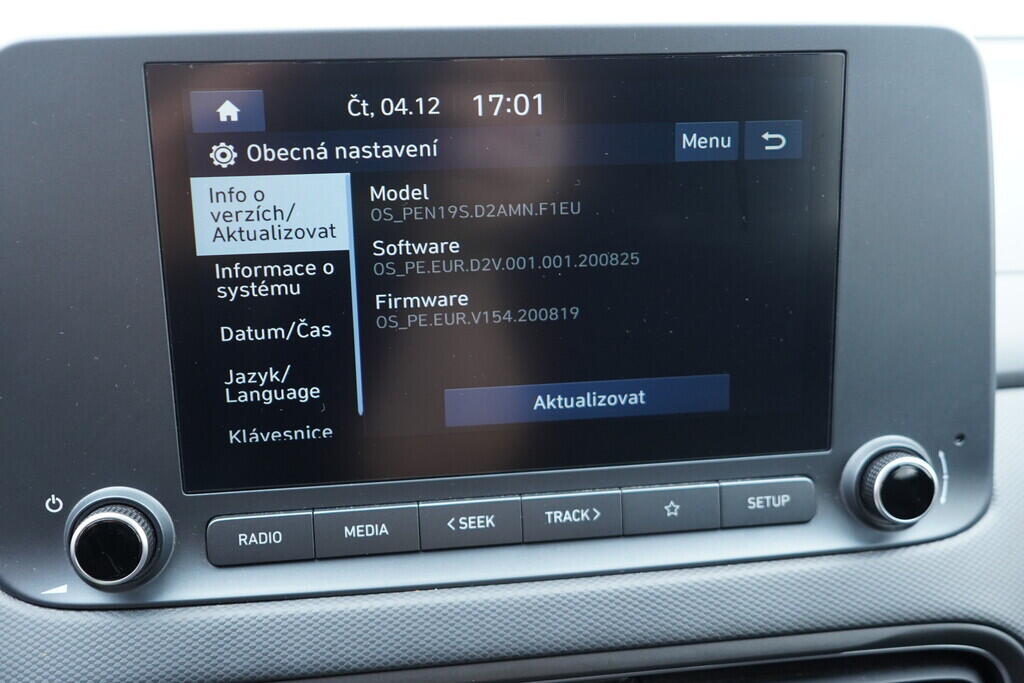 Čt, 04.12 17:01
Obecná nastavení
Menu
Info o
verzích/
Aktualizovat
Informace o
systému
Datum/Čas
Jazyk/
Language
Klávesnice
Model
OS_PEN19S.D2AMN.F1EU
Software
OS_PE.EUR.D2V.001.001.200825
Firmware
OS_PE.EUR.V154.200819
Aktualizovat
RADIO
MEDIA
< SEEK
TRACK >
SETUP